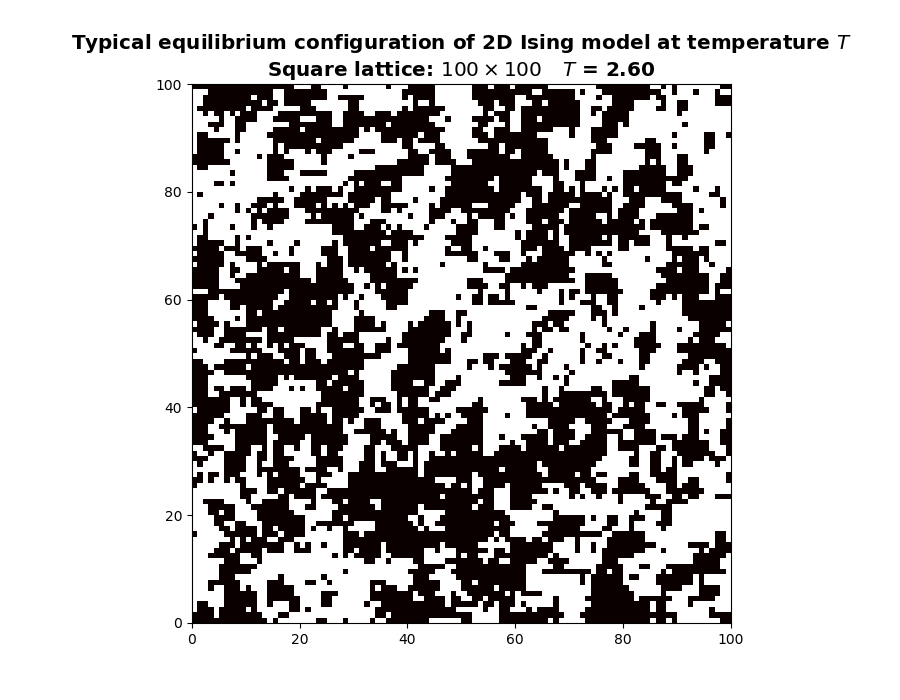 Typical equilibrium configuration of 2D Ising model at temperature T
Square lattice: 100 × 100 T = 2.60
100
80
60
40
20
0
0 20 40 60 80 100